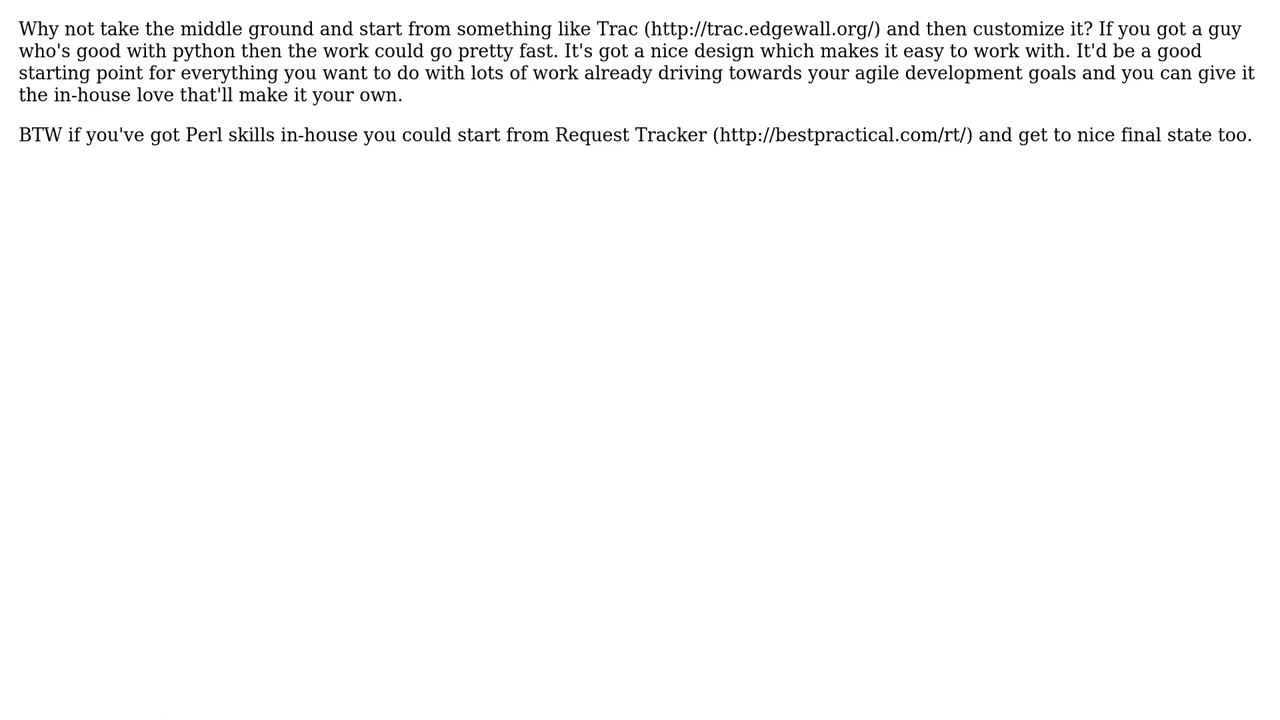 Why not take the middle ground and start from something like Trac (http://trac.edgewall.org/) and then customize it? If you got a guy
who's good with python then the work could go pretty fast. It's got a nice design which makes it easy to work with. It'd be a good
starting point for everything you want to do with lots of work already driving towards your agile development goals and you can give it
the in-house love that'll make it your own.
BTW if you've got Perl skills in-house you could start from Request Tracker (http://bestpractical.com/rt/) and get to nice final state too.